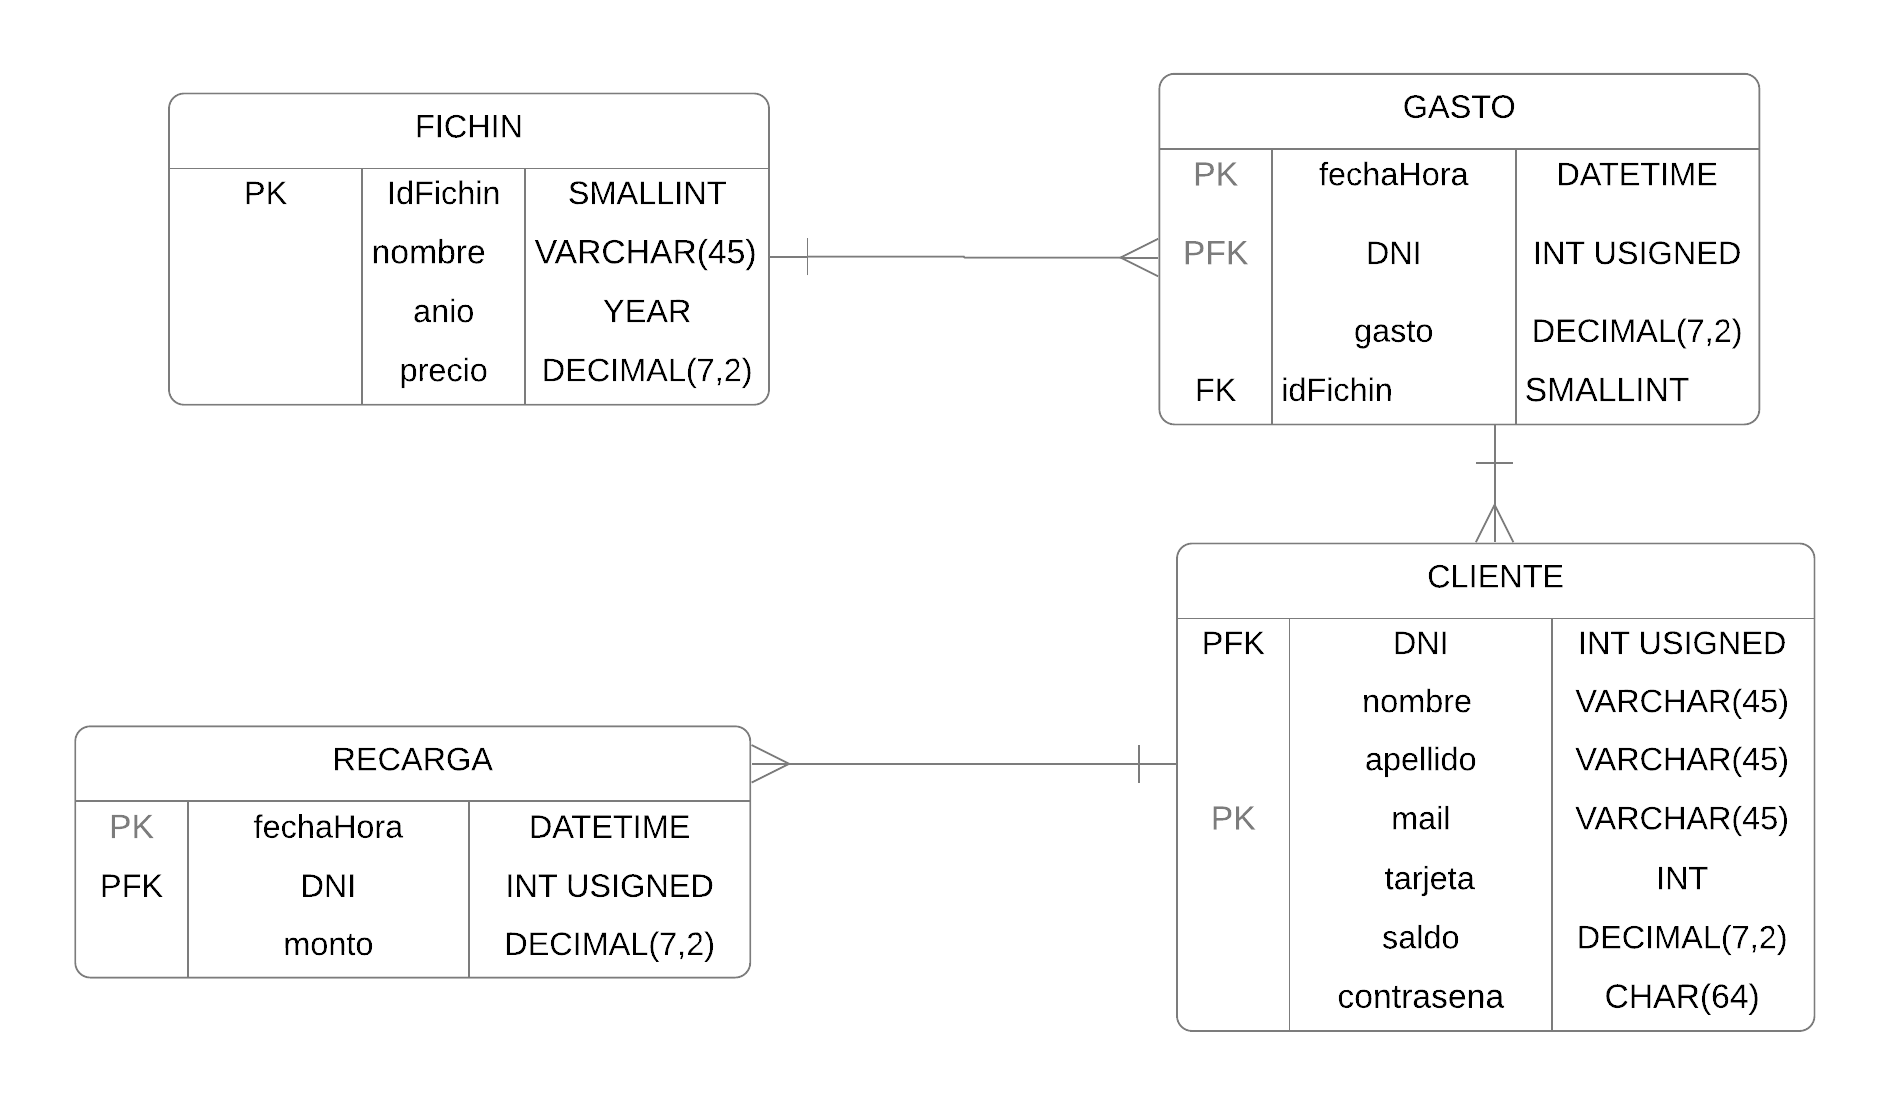 FICHIN
PK IdFichin SMALLINT
nombre VARCHAR(45)
anio YEAR
precio DECIMAL(7,2)
GASTO
PK fechaHora DATETIME
PFK DNI INT USIGNED
gasto DECIMAL(7,2)
FK idFichin SMALLINT
RECARGA
PK fechaHora DATETIME
PFK DNI INT USIGNED
monto DECIMAL(7,2)
CLIENTE
PFK DNI INT USIGNED
nombre VARCHAR(45)
apellido VARCHAR(45)
PK mail VARCHAR(45)
tarjeta INT
saldo DECIMAL(7,2)
contrasena CHAR(64)